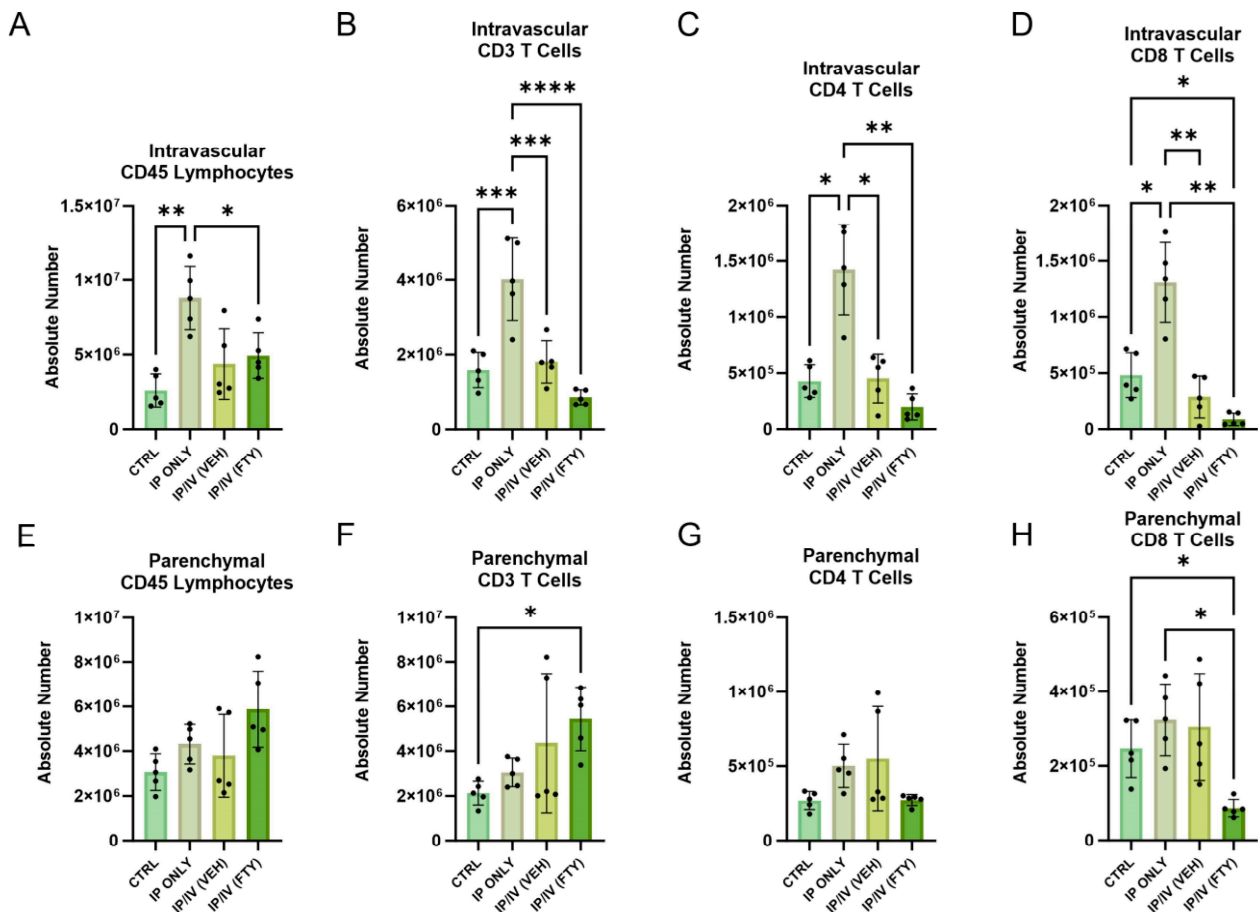 A
Intravascular
CD45 Lymphocytes
** *
Absolute Number
1.5×10⁷
1×10⁷
5×10⁶
0
CTRL
IP ONLY
IP/IV (VEH)
IP/IV (FTY)
B
Intravascular
CD3 T Cells
****
***
***
Absolute Number
6×10⁶
4×10⁶
2×10⁶
0
CTRL
IP ONLY
IP/IV (VEH)
IP/IV (FTY)
C
Intravascular
CD4 T Cells
**
* *
Absolute Number
2×10⁶
1.5×10⁶
1×10⁶
5×10⁵
0
CTRL
IP ONLY
IP/IV (VEH)
IP/IV (FTY)
D
Intravascular
CD8 T Cells
*
**
* **
Absolute Number
2×10⁶
1.5×10⁶
1×10⁶
5×10⁵
0
CTRL
IP ONLY
IP/IV (VEH)
IP/IV (FTY)
E
Parenchymal
CD45 Lymphocytes
Absolute Number
1×10⁷
8×10⁶
6×10⁶
4×10⁶
2×10⁶
0
CTRL
IP ONLY
IP/IV (VEH)
IP/IV (FTY)
F
Parenchymal
CD3 T Cells
*
Absolute Number
1×10⁷
8×10⁶
6×10⁶
4×10⁶
2×10⁶
0
CTRL
IP ONLY
IP/IV (VEH)
IP/IV (FTY)
G
Parenchymal
CD4 T Cells
Absolute Number
1.5×10⁶
1×10⁶
5×10⁵
0
CTRL
IP ONLY
IP/IV (VEH)
IP/IV (FTY)
H
Parenchymal
CD8 T Cells
*
*
Absolute Number
6×10⁵
4×10⁵
2×10⁵
0
CTRL
IP ONLY
IP/IV (VEH)
IP/IV (FTY)